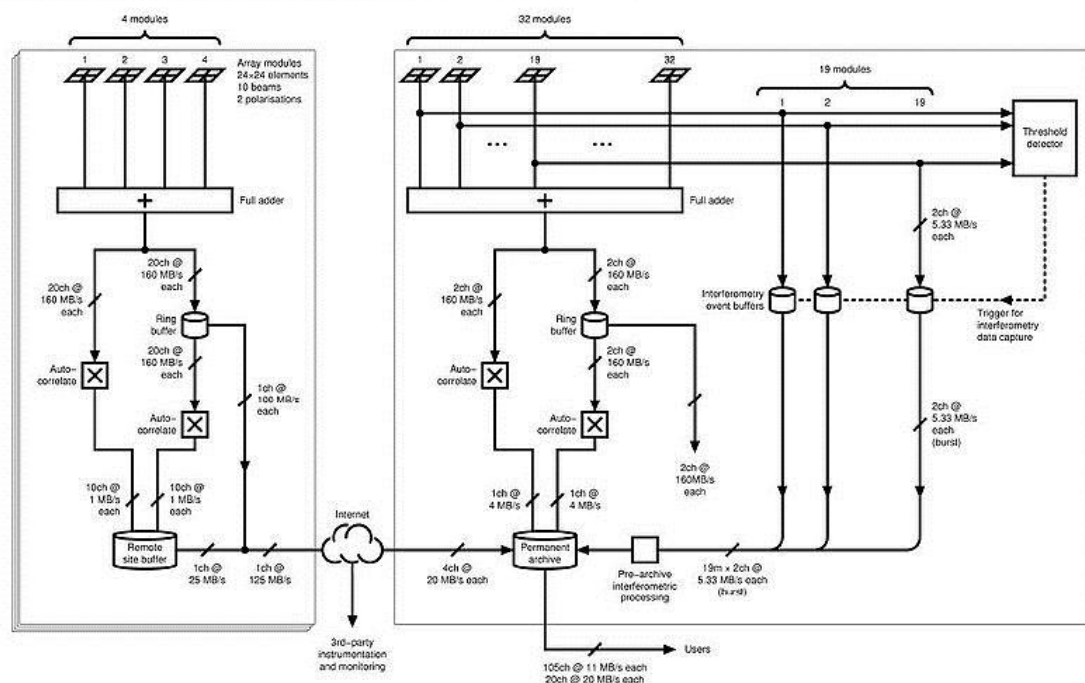 4 modules
1 2 3 4
Array modules
24×24 elements
10 beams
2 polarisations
+
Full adder
20ch @
160 MB/s
each
20ch @
160 MB/s
each
Ring
buffer
20ch @
160 MB/s
each
Auto-
correlate
1ch @
100 MB/s
each
Auto-
correlate
10ch @
1 MB/s
each
10ch @
1 MB/s
each
Remote
site buffer
1ch @
25 MB/s
1ch @
125 MB/s
Internet
3rd-party
instrumentation
and monitoring
32 modules
1 2 19 32
... ...
+
Full adder
2ch @
160 MB/s
each
2ch @
160 MB/s
each
Ring
buffer
2ch @
160 MB/s
each
Auto-
correlate
Auto-
correlate
2ch @
160MB/s
1ch @
4 MB/s
1ch @
4 MB/s
4ch @
20 MB/s each
Permanent
archive
Pre-archive
interferometric
processing
19m × 2ch @
5.33 MB/s each
(burst)
Users
105ch @ 11 MB/s each
20ch @ 20 MB/s each
19 modules
1 2 19
Threshold
detector
2ch @
5.33 MB/s
each
Interferometry
event buffers
Trigger for
interferometry
data capture
2ch @
5.33 MB/s
each
(burst)